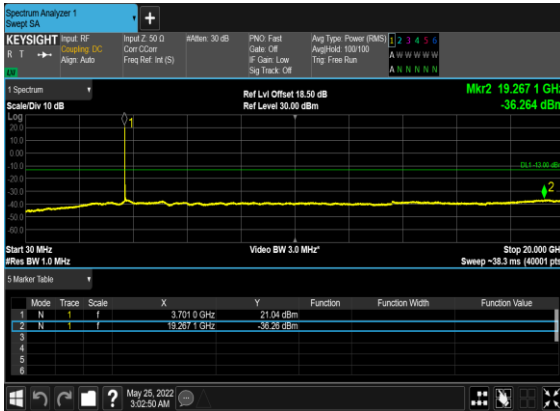 Spectrum Analyzer 1
Swept SA
+
KEYSIGHT Input: RF Input Z: 50 Ω #Atten: 30 dB PNO: Fast Avg Type: Power (RMS) 1 2 3 4 5 6
R T Coupling: DC Corr CCorr Gate: Off Avg|Hold: 100/100 A W W W W W
Align: Auto Freq Ref: Int (S) IF Gain: Low Trig: Free Run
Sig Track: Off A N N N N N
1 Spectrum Ref Lvl Offset 18.50 dB Mkr2 19.267 1 GHz
Scale/Div 10 dB Ref Level 30.00 dBm -36.264 dBm
Log
1
20.0
10.0
0.00
-10.0
DL1 -13.00 dBm
-20.0
-30.0
2
-40.0
-50.0
-60.0
Start 30 MHz Video BW 3.0 MHz* Stop 20.000 GH
#Res BW 1.0 MHz Sweep ~38.3 ms (40001 pts
5 Marker Table
Mode Trace Scale X Y Function Function Width Function Value
1 N 1 f 3.701 0 GHz 21.04 dBm
2 N 1 f 19.267 1 GHz -36.26 dBm
3
4
5
6
? May 25, 2022
3:02:50 AM